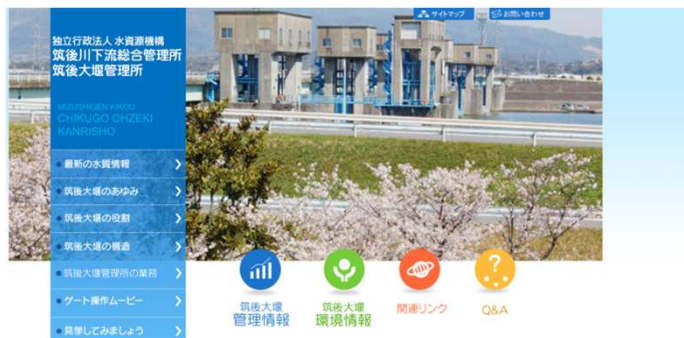 サイトマップ
お問い合わせ
独立行政法人 水資源機構
筑後川下流総合管理所
筑後大堰管理所
MIZUSHIGEN KIKOU
CHIKUGO OHZEKI
KANRISHO
最新の水質情報
筑後大堰のあゆみ
筑後大堰の役割
筑後大堰の構造
筑後大堰管理所の業務
ゲート操作ムービー
見学してみましょう
筑後大堰
管理情報
筑後大堰
環境情報
関連リンク
Q&A